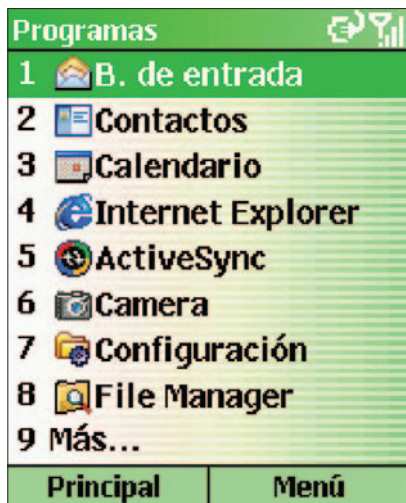 Programas
1 B. de entrada
2 Contactos
3 Calendario
4 Internet Explorer
5 ActiveSync
6 Camera
7 Configuración
8 File Manager
9 Más...
Principal Menú